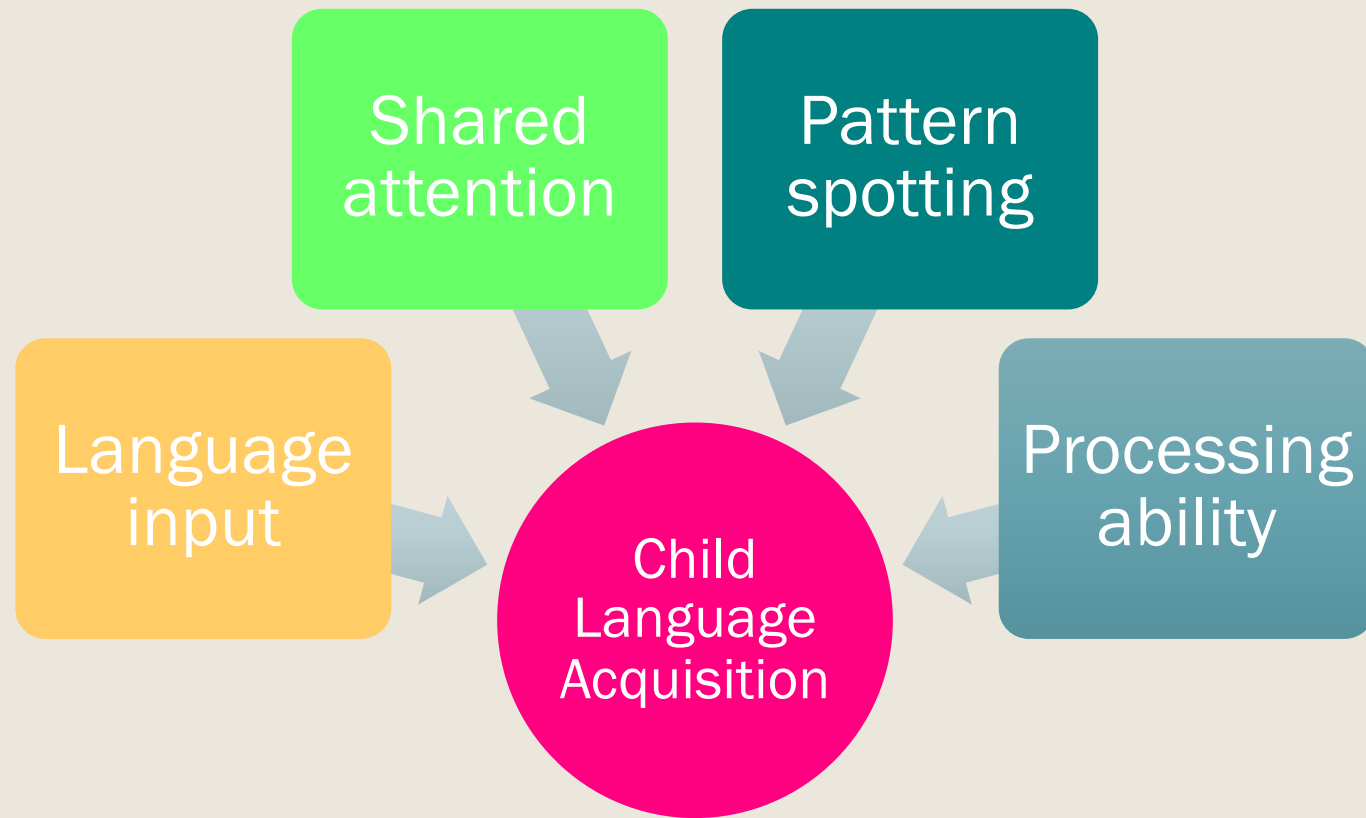 Shared
attention
Pattern
spotting
Language
input
Processing
ability
Child
Language
Acquisition